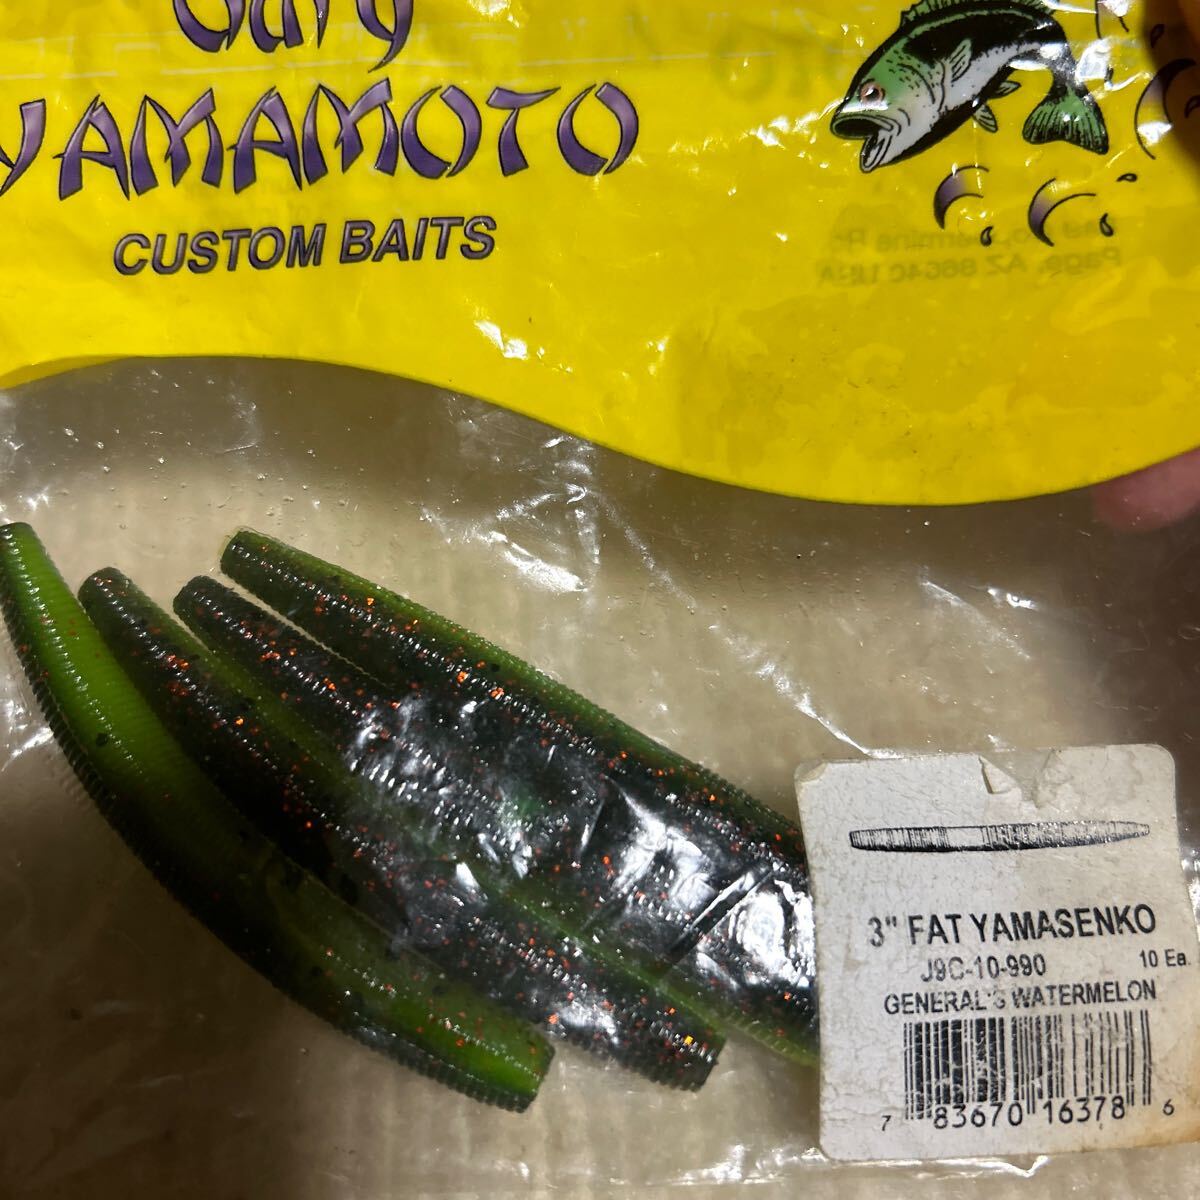 Gary
YAMAMOTO
CUSTOM BAITS
3" FAT YAMASENKO
J9C-10-990 10 Ea.
GENERAL'S WATERMELON
7 83670 16378 6